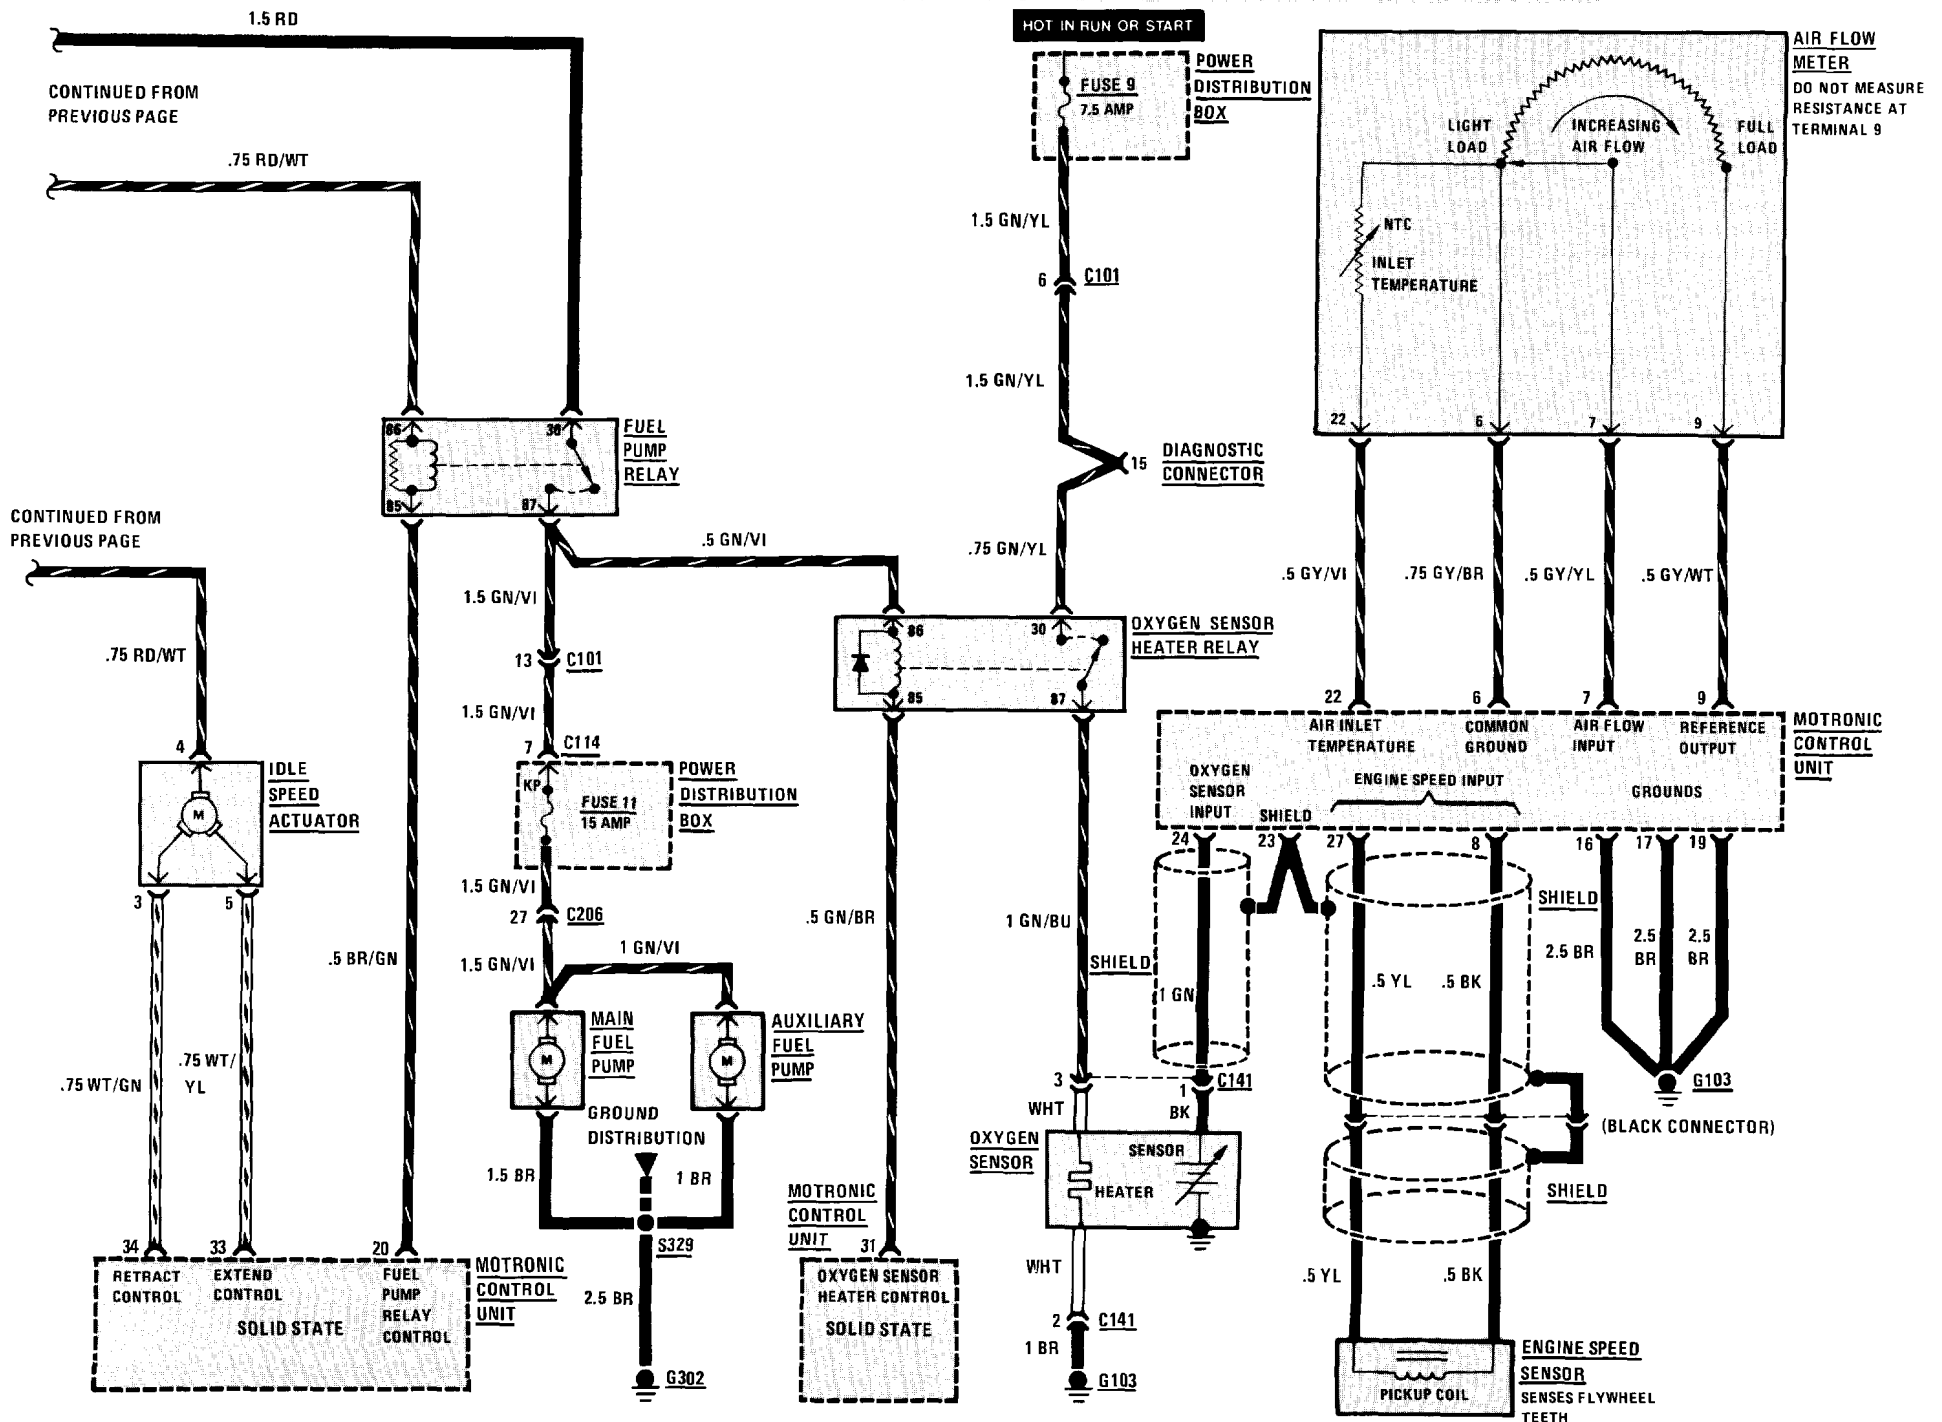 1.5 RD
CONTINUED FROM
PREVIOUS PAGE
.75 RD/WT
86
30
FUEL
PUMP
RELAY
85
87
CONTINUED FROM
PREVIOUS PAGE
.75 RD/WT
4
IDLE
SPEED
ACTUATOR
M
3
5
.75 WT/GN
.75 WT/
YL
.5 BR/GN
34
33
20
RETRACT
CONTROL
EXTEND
CONTROL
FUEL
PUMP
RELAY
CONTROL
SOLID STATE
MOTRONIC
CONTROL
UNIT
.5 GN/VI
1.5 GN/VI
13
C101
1.5 GN/VI
7
C114
KP
FUSE 11
15 AMP
POWER
DISTRIBUTION
BOX
1.5 GN/VI
27
C206
1.5 GN/VI
1 GN/VI
M
MAIN
FUEL
PUMP
M
AUXILIARY
FUEL
PUMP
GROUND
DISTRIBUTION
1.5 BR
1 BR
S329
2.5 BR
G302
HOT IN RUN OR START
FUSE 9
7.5 AMP
POWER
DISTRIBUTION
BOX
1.5 GN/YL
6
C101
1.5 GN/YL
15
DIAGNOSTIC
CONNECTOR
.75 GN/YL
86
30
OXYGEN SENSOR
HEATER RELAY
85
87
.5 GN/BR
1 GN/BU
MOTRONIC
CONTROL
UNIT
31
OXYGEN SENSOR
HEATER CONTROL
SOLID STATE
3
1
C141
WHT
BK
OXYGEN
SENSOR
SENSOR
HEATER
WHT
2
C141
1 BR
G103
AIR FLOW
METER
DO NOT MEASURE
RESISTANCE AT
TERMINAL 9
LIGHT
LOAD
INCREASING
AIR FLOW
FULL
LOAD
NTC
INLET
TEMPERATURE
22
6
7
9
.5 GY/VI
.75 GY/BR
.5 GY/YL
.5 GY/WT
22
6
7
9
AIR INLET
TEMPERATURE
COMMON
GROUND
AIR FLOW
INPUT
REFERENCE
OUTPUT
MOTRONIC
CONTROL
UNIT
OXYGEN
SENSOR
INPUT
SHIELD
ENGINE SPEED INPUT
GROUNDS
24
23
27
8
16
17
19
SHIELD
1 GN
.5 YL
.5 BK
SHIELD
2.5 BR
2.5
BR
2.5
BR
G103
(BLACK CONNECTOR)
SHIELD
.5 YL
.5 BK
PICKUP COIL
ENGINE SPEED
SENSOR
SENSES FLYWHEEL
TEETH